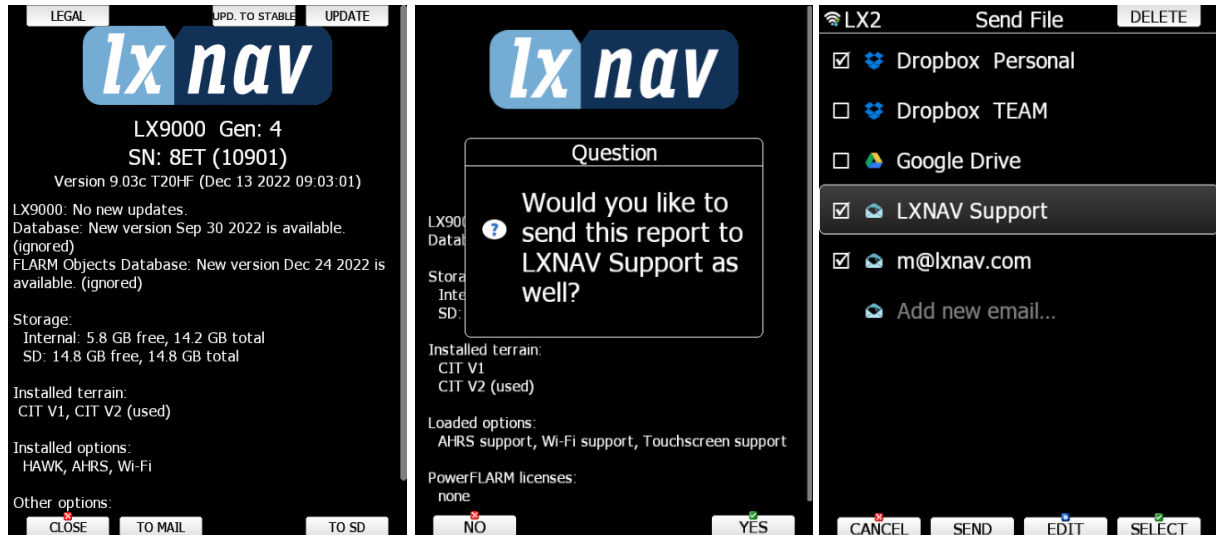 LEGAL
UPD. TO STABLE
UPDATE
lx nav
LX9000 Gen: 4
SN: 8ET (10901)
Version 9.03c T20HF (Dec 13 2022 09:03:01)
LX9000: No new updates.
Database: New version Sep 30 2022 is available.
(ignored)
FLARM Objects Database: New version Dec 24 2022 is
available. (ignored)
Storage:
Internal: 5.8 GB free, 14.2 GB total
SD: 14.8 GB free, 14.8 GB total
Installed terrain:
CIT V1, CIT V2 (used)
Installed options:
HAWK, AHRS, Wi-Fi
Other options:
CLOSE
TO MAIL
TO SD
lx nav
Question
Would you like to
send this report to
LXNAV Support as
well?
LX900
Datab
Stora
Inte
SD:
Installed terrain:
CIT V1
CIT V2 (used)
Loaded options:
AHRS support, Wi-Fi support, Touchscreen support
PowerFLARM licenses:
none
NO
YES
LX2
Send File
DELETE
Dropbox Personal
Dropbox TEAM
Google Drive
LXNAV Support
m@lxnav.com
Add new email...
CANCEL
SEND
EDIT
SELECT